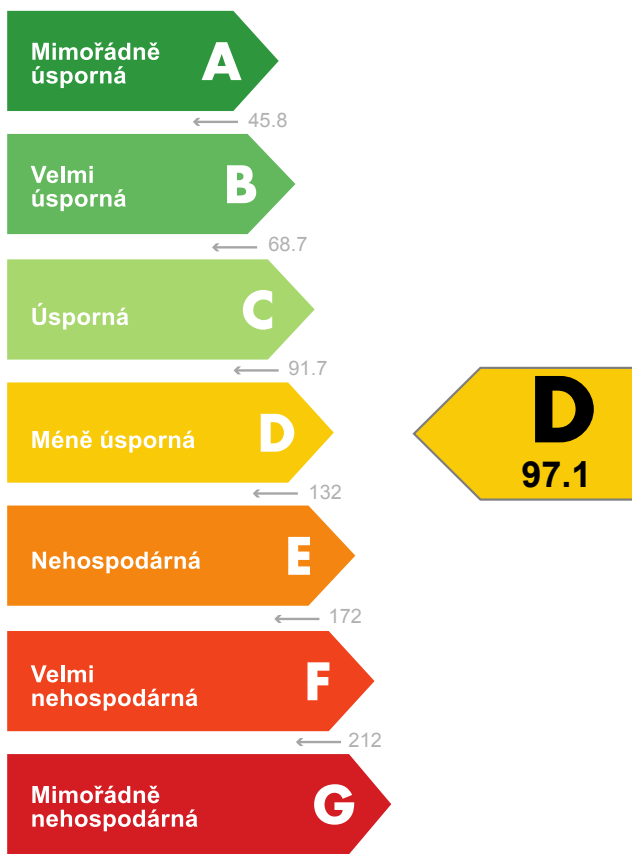 Mimořádně
úsporná
A
45.8
Velmi
úsporná
B
68.7
Úsporná
C
91.7
Méně úsporná
D
D
97.1
132
Nehospodárná
E
172
Velmi
nehospodárná
F
212
Mimořádně
nehospodárná
G